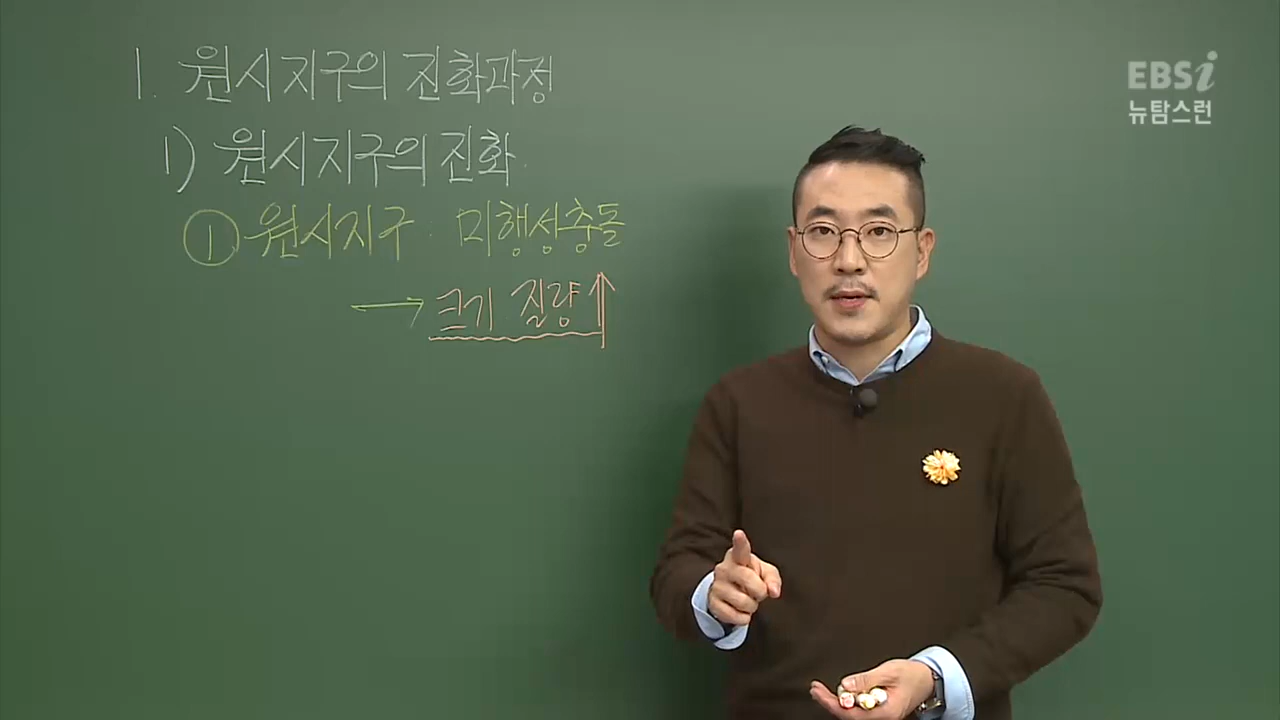 1. 원시지구의 진화과정
1) 원시지구의 진화
① 원시지구 : 미행성충돌
→ 크기 질량↑
EBSi
뉴탐스런